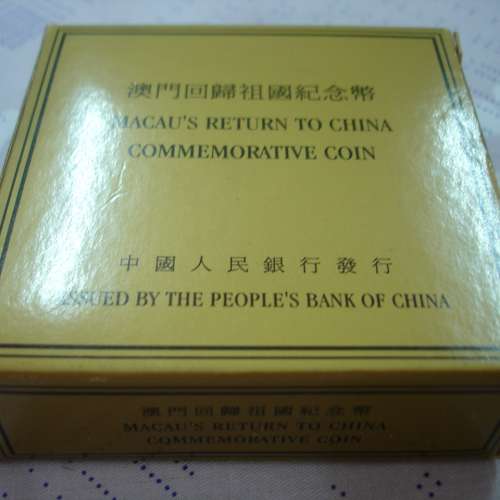 澳門回歸祖國紀念幣
MACAU'S RETURN TO CHINA
COMMEMORATIVE COIN
中國人民銀行發行
ISSUED BY THE PEOPLE'S BANK OF CHINA
澳門回歸祖國紀念幣
MACAU'S RETURN TO CHINA
COMMEMORATIVE COIN